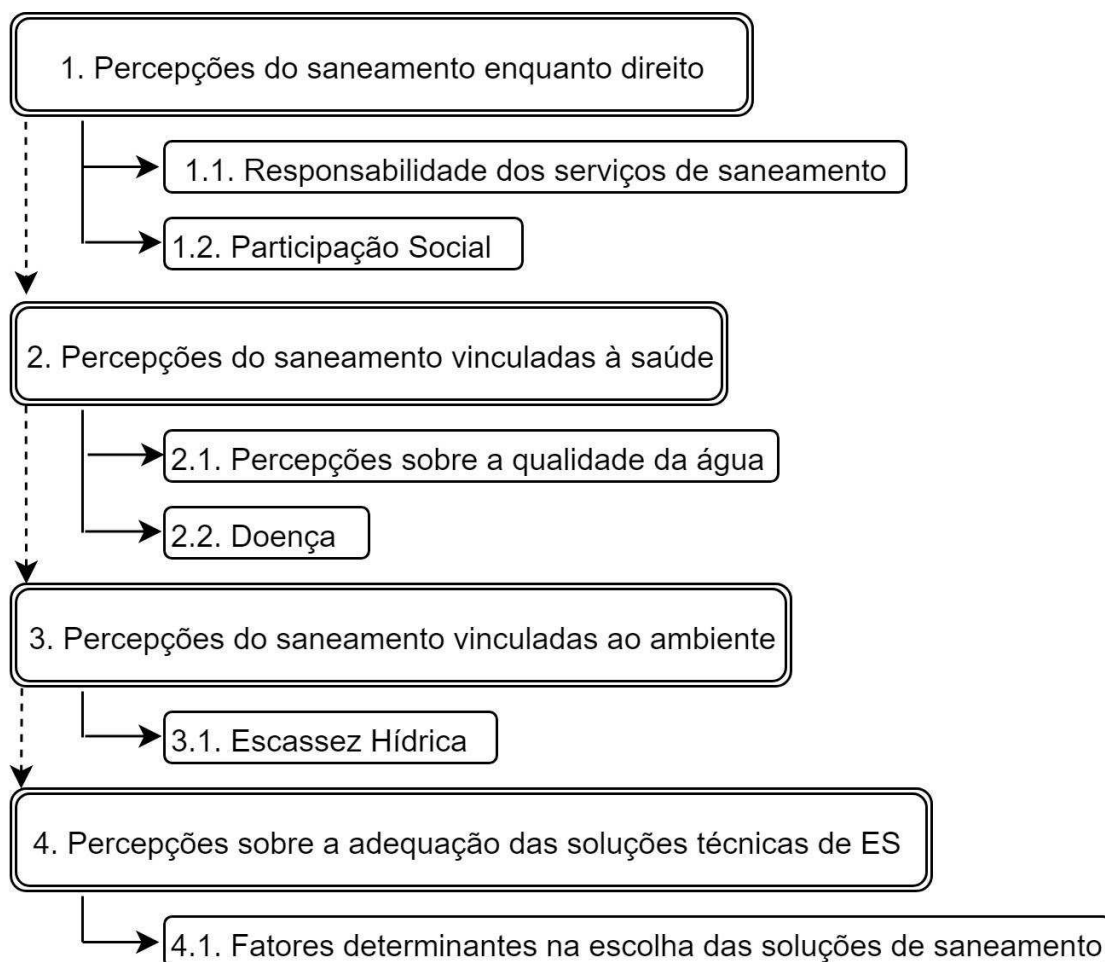 1. Percepções do saneamento enquanto direito
1.1. Responsabilidade dos serviços de saneamento
1.2. Participação Social
2. Percepções do saneamento vinculadas à saúde
2.1. Percepções sobre a qualidade da água
2.2. Doença
3. Percepções do saneamento vinculadas ao ambiente
3.1. Escassez Hídrica
4. Percepções sobre a adequação das soluções técnicas de ES
4.1. Fatores determinantes na escolha das soluções de saneamento